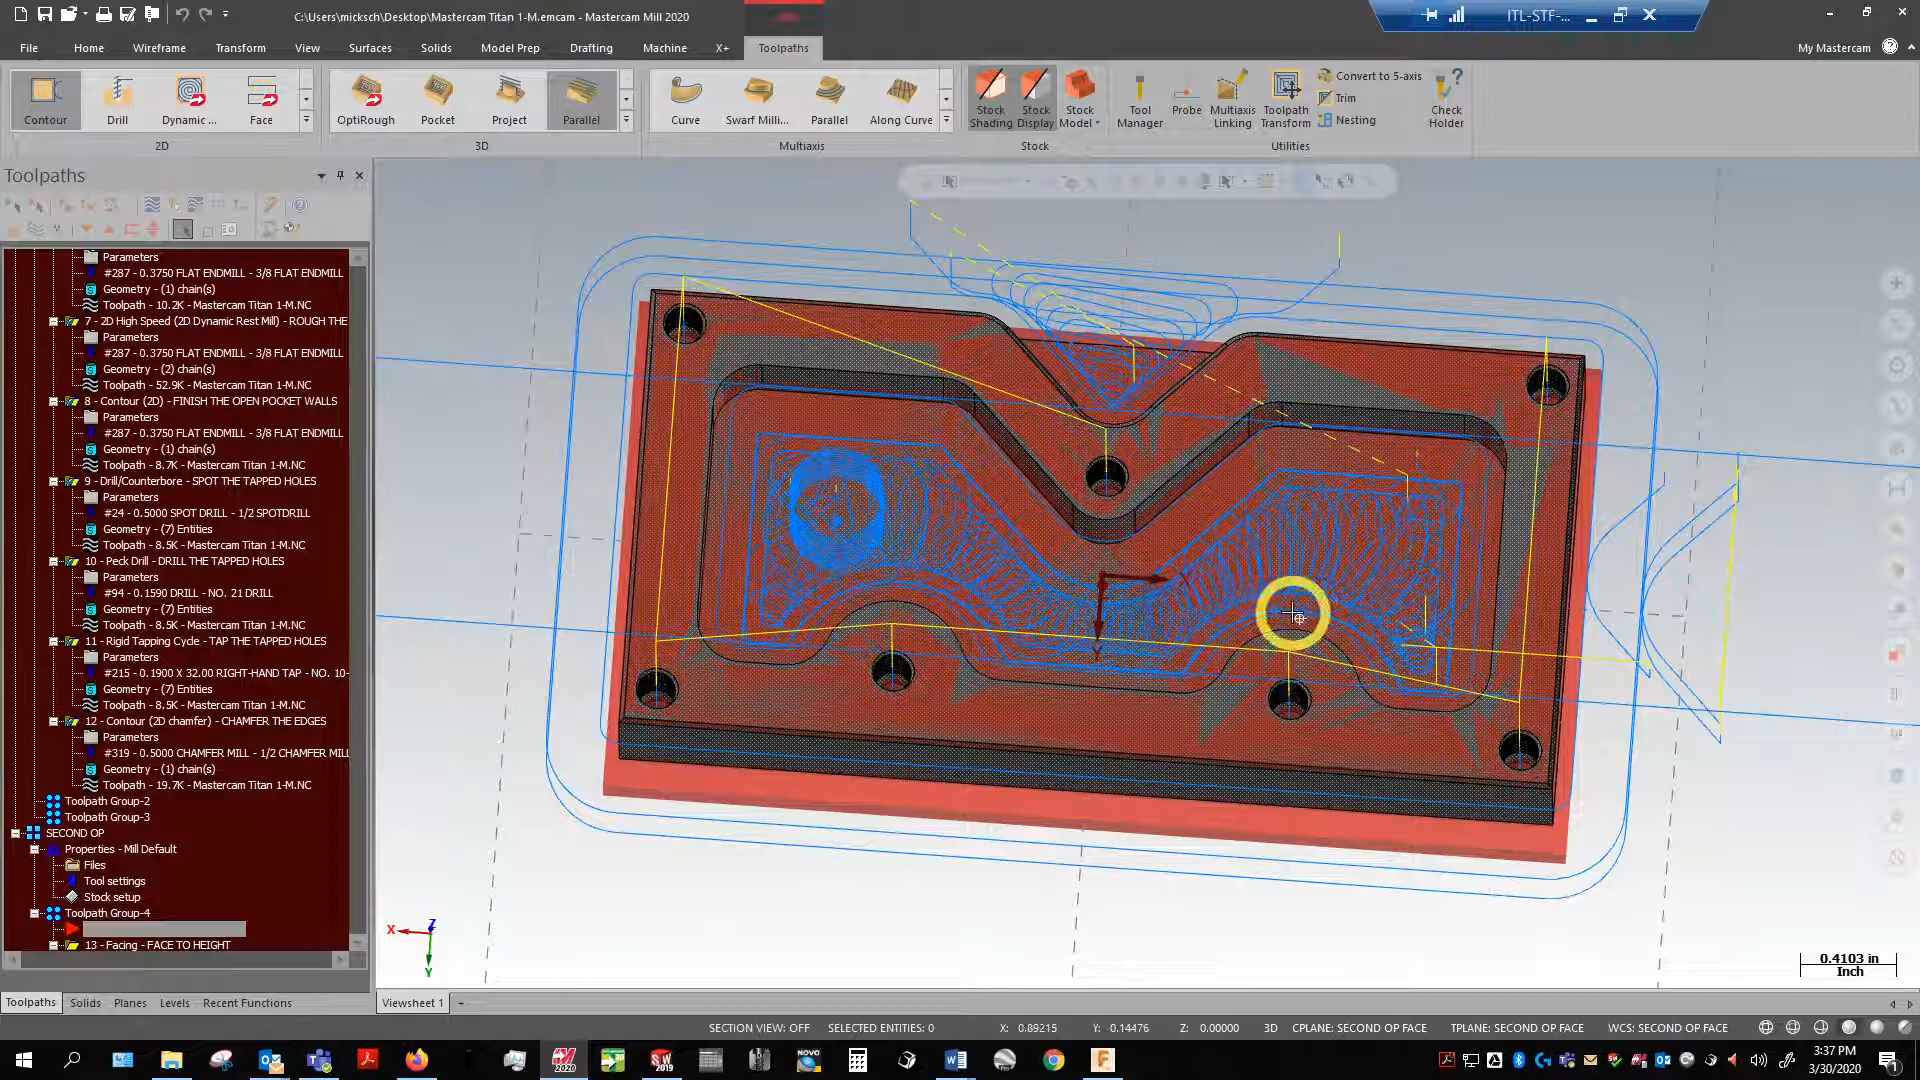 C:\Users\micksch\Desktop\Mastercam Titan 1-M.emcam - Mastercam Mill 2020
ITL-STF-...
File Home Wireframe Transform View Surfaces Solids Model Prep Drafting Machine X+ Toolpaths My Mastercam
Contour Drill Dynamic ... Face
2D
OptiRough Pocket Project Parallel
3D
Curve Swarf Milli... Parallel Along Curve
Multiaxis
Stock Shading Stock Display Stock Model
Stock
Tool Manager Probe Multiaxis Linking Toolpath Transform
Convert to 5-axis
Trim
Nesting
Check Holder
Utilities
Toolpaths
Parameters
#287 - 0.3750 FLAT ENDMILL - 3/8 FLAT ENDMILL
Geometry - (1) chain(s)
Toolpath - 10.2K - Mastercam Titan 1-M.NC
7 - 2D High Speed (2D Dynamic Rest Mill) - ROUGH THE
Parameters
#287 - 0.3750 FLAT ENDMILL - 3/8 FLAT ENDMILL
Geometry - (2) chain(s)
Toolpath - 52.9K - Mastercam Titan 1-M.NC
8 - Contour (2D) - FINISH THE OPEN POCKET WALLS
Parameters
#287 - 0.3750 FLAT ENDMILL - 3/8 FLAT ENDMILL
Geometry - (1) chain(s)
Toolpath - 8.7K - Mastercam Titan 1-M.NC
9 - Drill/Counterbore - SPOT THE TAPPED HOLES
Parameters
#24 - 0.5000 SPOT DRILL - 1/2 SPOTDRILL
Geometry - (7) Entities
Toolpath - 8.5K - Mastercam Titan 1-M.NC
10 - Peck Drill - DRILL THE TAPPED HOLES
Parameters
#94 - 0.1590 DRILL - NO. 21 DRILL
Geometry - (7) Entities
Toolpath - 8.5K - Mastercam Titan 1-M.NC
11 - Rigid Tapping Cycle - TAP THE TAPPED HOLES
Parameters
#215 - 0.1900 X 32.00 RIGHT-HAND TAP - NO. 10-
Geometry - (7) Entities
Toolpath - 8.5K - Mastercam Titan 1-M.NC
12 - Contour (2D chamfer) - CHAMFER THE EDGES
Parameters
#319 - 0.5000 CHAMFER MILL - 1/2 CHAMFER MILL
Geometry - (1) chain(s)
Toolpath - 19.7K - Mastercam Titan 1-M.NC
Toolpath Group-2
Toolpath Group-3
SECOND OP
Properties - Mill Default
Files
Tool settings
Stock setup
Toolpath Group-4
13 - Facing - FACE TO HEIGHT
X
Y
X
Z
Y
0.4103 in
Inch
Toolpaths Solids Planes Levels Recent Functions
Viewsheet 1 +
SECTION VIEW: OFF SELECTED ENTITIES: 0 X: 0.89215 Y: -0.14476 Z: 0.00000 3D CPLANE: SECOND OP FACE TPLANE: SECOND OP FACE WCS: SECOND OP FACE
2020
SW 2019
NOVO
3:37 PM
3/30/2020
1